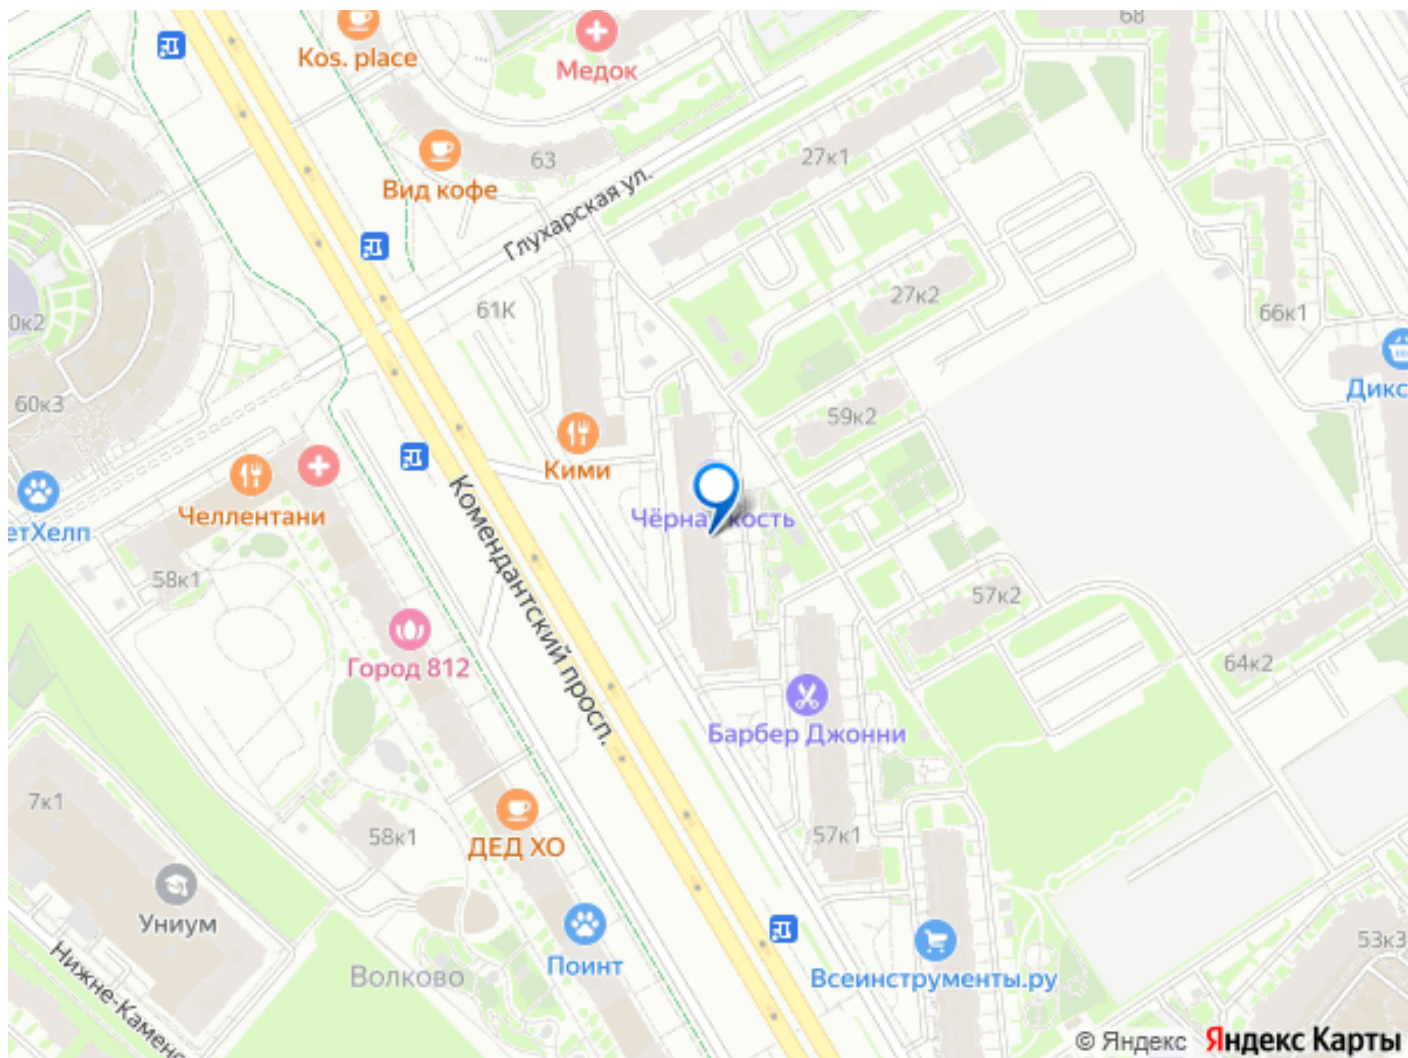 68
Kos. place
Медок
63
27к1
Вид кофе
Глухарская ул.
27к2
61К
66к1
0к2
Дикс
60к3
59к2
Кими
Челлентани
Чёрная кость
етХелп
Комендантский просп.
58к1
57к2
Город 812
64к2
Барбер Джонни
7к1
58к1
ДЕД ХО
57к1
Униум
Поинт
53к3
Волково
Всеинструменты.ру
Нижне-Каменс
© Яндекс Яндекс Карты